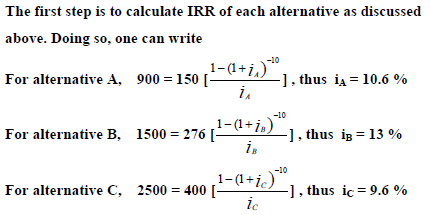 The first step is to calculate IRR of each alternative as discussed
above. Doing so, one can write
For alternative A, 900 = 150 [\frac{1-(1+i_A)^{-10}}{i_A}] , thus i_A = 10.6 %
For alternative B, 1500 = 276 [\frac{1-(1+i_B)^{-10}}{i_B}] , thus i_B = 13 %
For alternative C, 2500 = 400 [\frac{1-(1+i_C)^{-10}}{i_C}] , thus i_C = 9.6 %